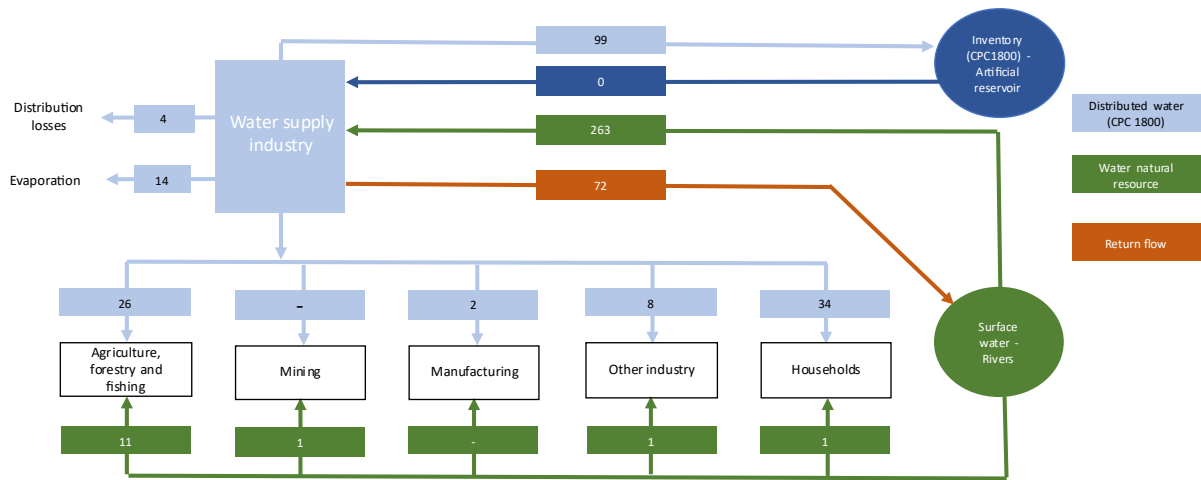 99
Inventory
(CPC1800) -
Artificial
reservoir
0
Distributed water
(CPC 1800)
Distribution
losses
4
Water supply
industry
263
Evaporation
14
72
Water natural
resource
Return flow
26
–
2
8
34
Surface
water -
Rivers
Agriculture,
forestry and
fishing
Mining
Manufacturing
Other industry
Households
11
1
-
1
1